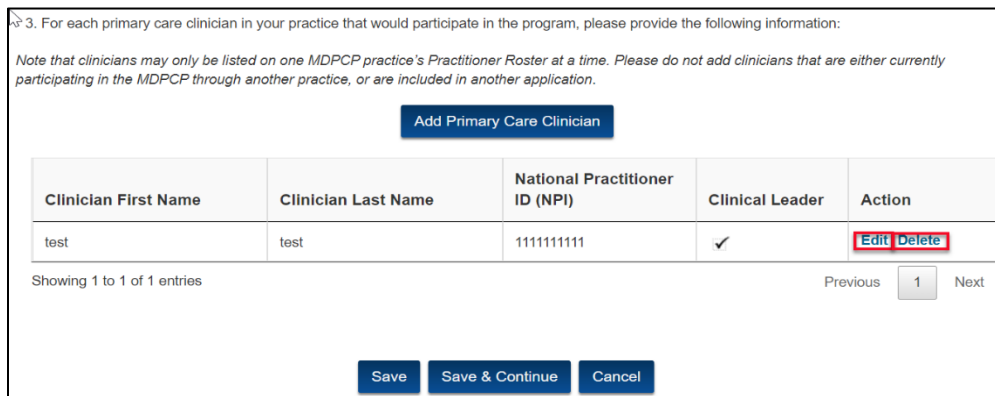 3. For each primary care clinician in your practice that would participate in the program, please provide the following information:
Note that clinicians may only be listed on one MDPCP practice's Practitioner Roster at a time. Please do not add clinicians that are either currently
participating in the MDPCP through another practice, or are included in another application.
Add Primary Care Clinician
Clinician First Name Clinician Last Name National Practitioner ID (NPI) Clinical Leader Action
test test 1111111111 ✓ Edit Delete
Showing 1 to 1 of 1 entries Previous 1 Next
Save Save & Continue Cancel